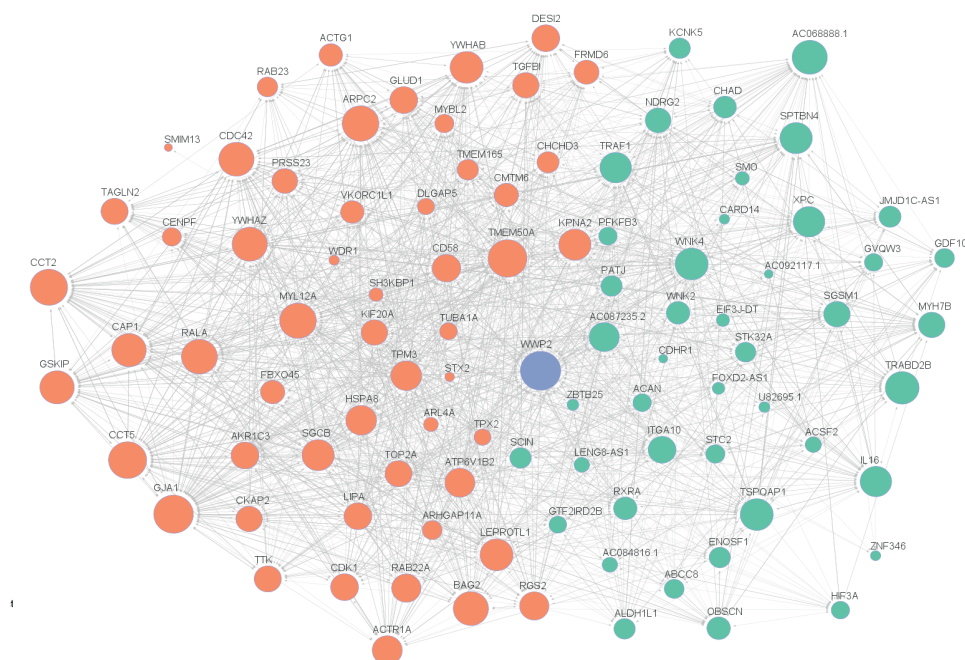 DESI2
ACTG1
YWHAB
KCNK5
AC068888.1
TGFBI
FRMD6
RAB23
GLUD1
CHAD
ARPC2
MYBL2
NDRG2
SPTBN4
SMIM13
CDC42
PRSS23
TMEM165
CHCHD3
TRAF1
SMO
TAGLN2
VKORC1L1
DLGAP5
CMTM6
XPC
JMJD1C-AS1
CENPF
YWHAZ
KPNA2
PFKFB3
CARD14
WDR1
CD58
TMEM50A
WNK4
GVQW3
GDF10
CCT2
AC092117.1
SH3KBP1
PATJ
MYL12A
WNK2
EIF3J-DT
SGSM1
MYH7B
CAP1
RALA
KIF20A
TUBA1A
AC087235.2
STK32A
GSKIP
TPM3
STX2
WWP2
CDHR1
TRABD2B
FBXO45
ZBTB25
ACAN
FOXD2-AS1
U82695.1
HSPA8
ARL4A
CCT5
AKR1C3
SGCB
TPX2
SCIN
ITGA10
STC2
ACSF2
TOP2A
ATP6V1B2
LENG8-AS1
IL16
GJA1
CKAP2
LIPA
ARHGAP11A
RXRA
TSPOAP1
GTF2IRD2B
LEPROTL1
AC084816.1
ENOSF1
ZNF346
TTK
CDK1
RAB22A
BAG2
RGS2
ABCC8
HIF3A
ALDH1L1
OBSCN
ACTR1A